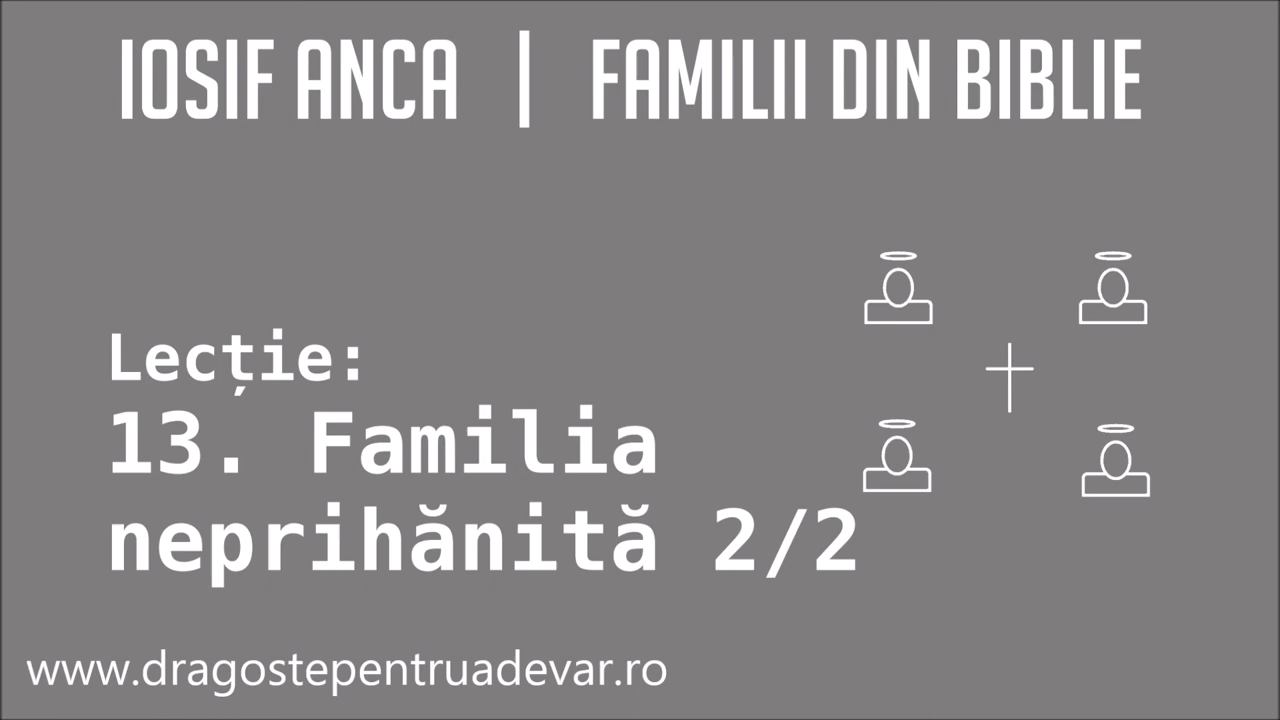 IOSIF ANCA | FAMILII DIN BIBLIE
Lecție:
13. Familia
neprihănită 2/2
www.dragostepentruadevar.ro